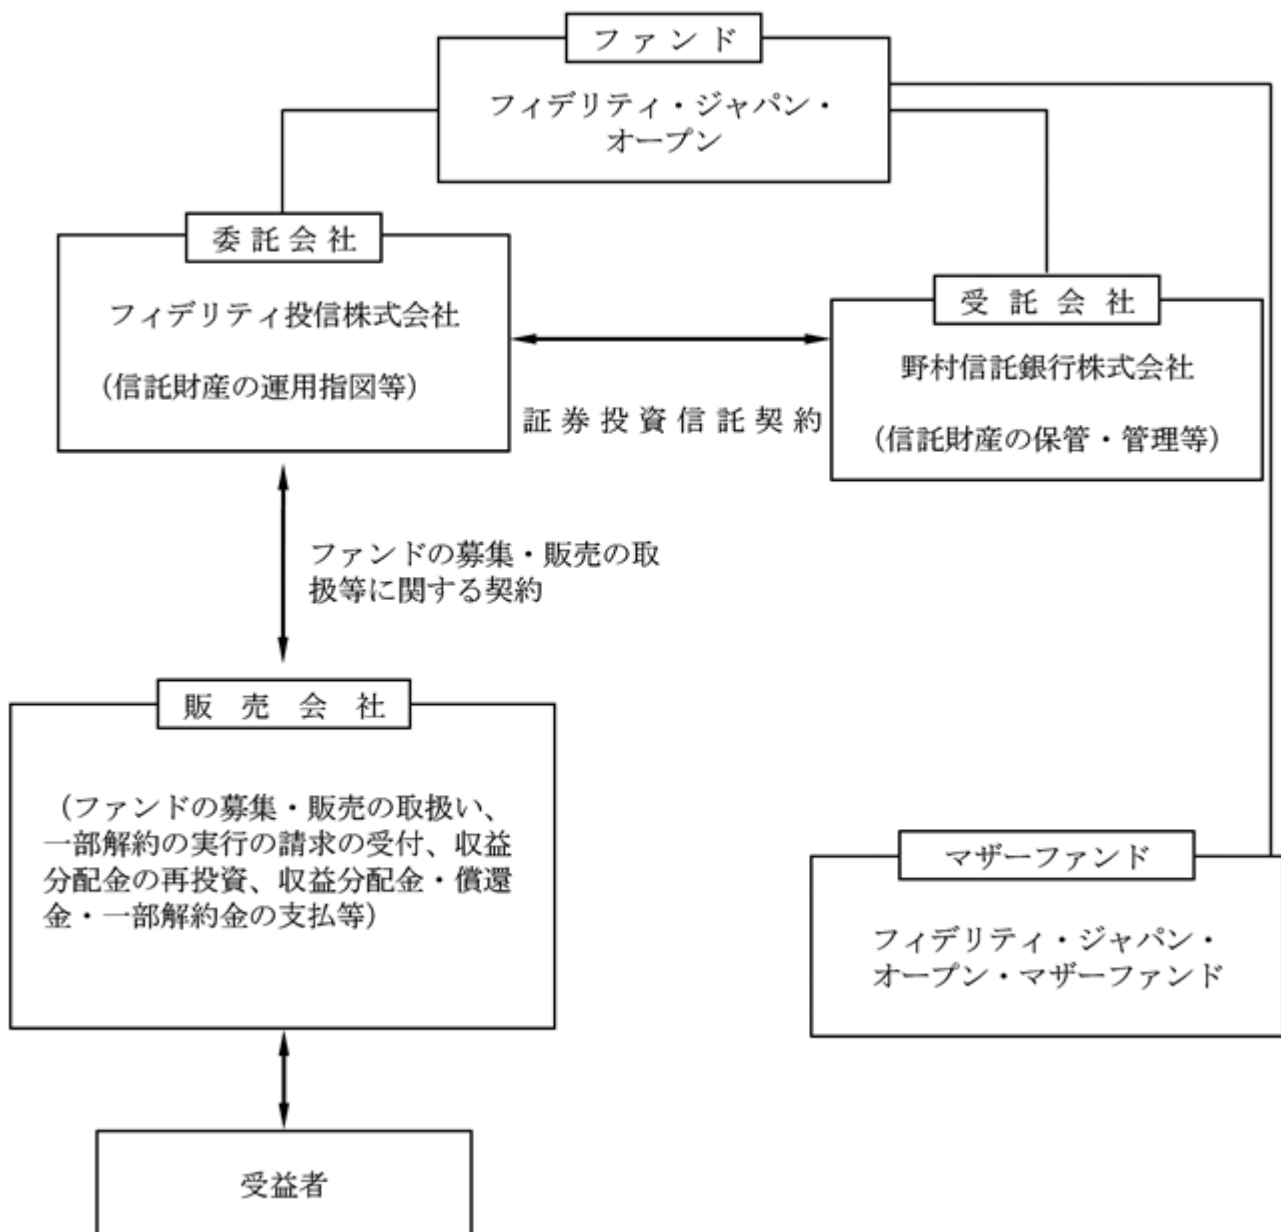 ファンド
フィデリティ・ジャパン・
オープン
委託会社
フィデリティ投信株式会社
(信託財産の運用指図等)
受託会社
野村信託銀行株式会社
(信託財産の保管・管理等)
証券投資信託契約
ファンドの募集・販売の取
扱等に関する契約
販売会社
(ファンドの募集・販売の取扱い、
一部解約の実行の請求の受付、収益
分配金の再投資、収益分配金・償還
金・一部解約金の支払等)
マザーファンド
フィデリティ・ジャパン・
オープン・マザーファンド
受益者